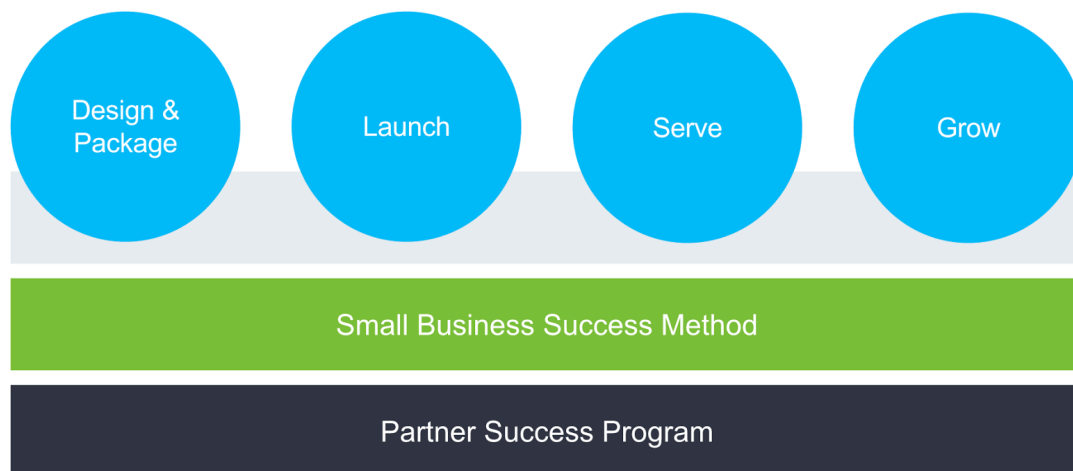 Design &
Package
Launch
Serve
Grow
Small Business Success Method
Partner Success Program